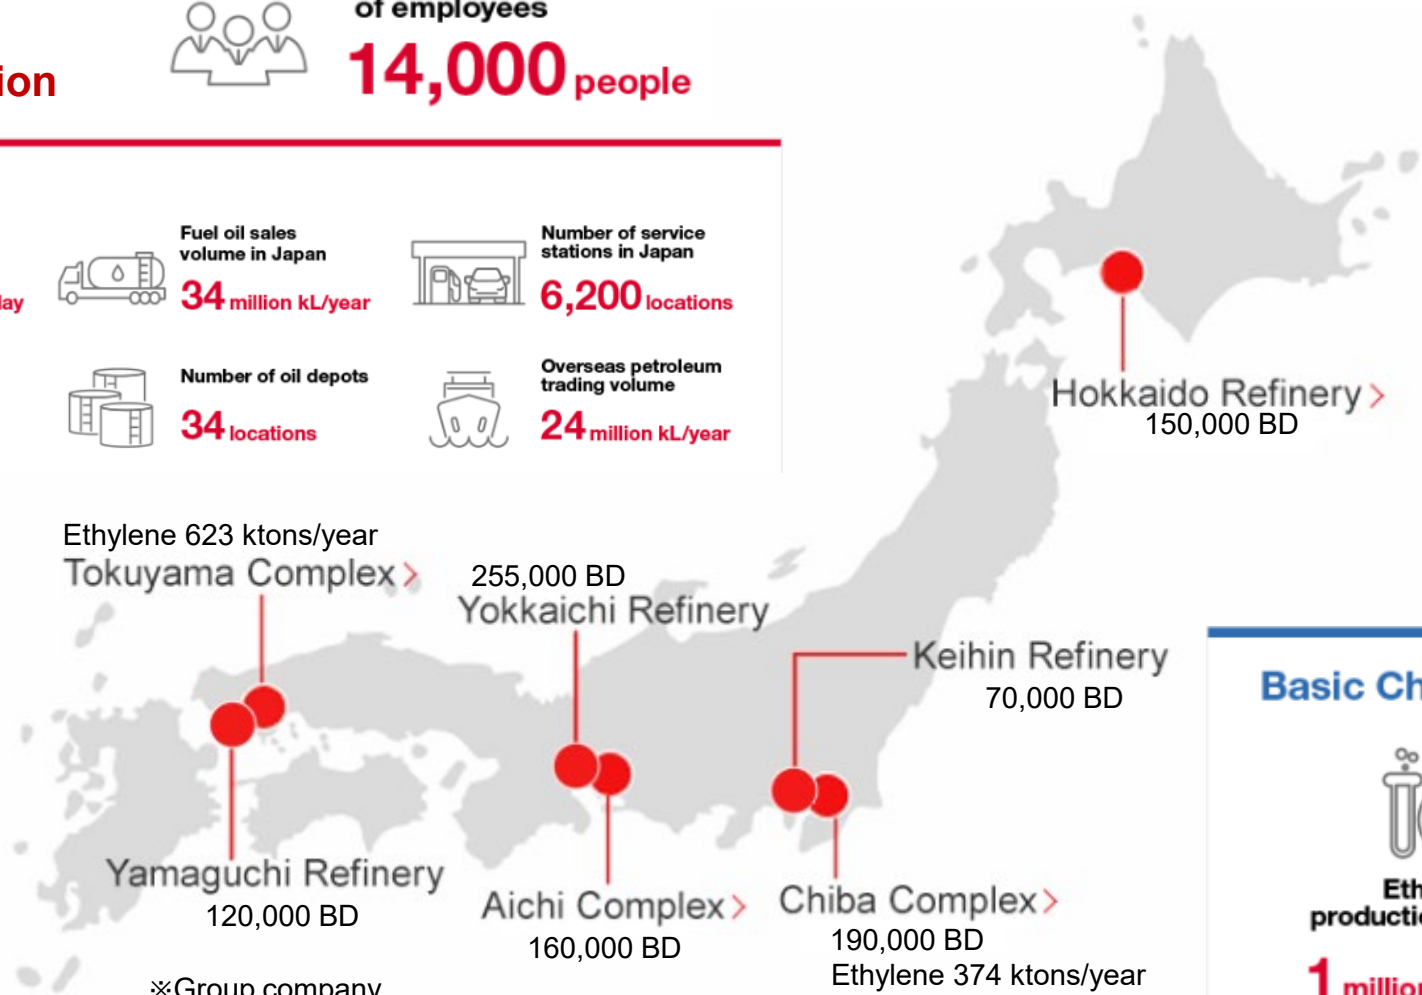 of employees
14,000 people
ion
Fuel oil sales
volume in Japan
34 million kL/year
Number of service
stations in Japan
6,200 locations
lay
Number of oil depots
34 locations
Overseas petroleum
trading volume
24 million kL/year
Hokkaido Refinery >
150,000 BD
Ethylene 623 ktons/year
Tokuyama Complex >
255,000 BD
Yokkaichi Refinery
Keihin Refinery
70,000 BD
Basic Ch
Yamaguchi Refinery
120,000 BD
Aichi Complex >
160,000 BD
Chiba Complex >
190,000 BD
Ethylene 374 ktons/year
Eth
producti
1 million
※Group company